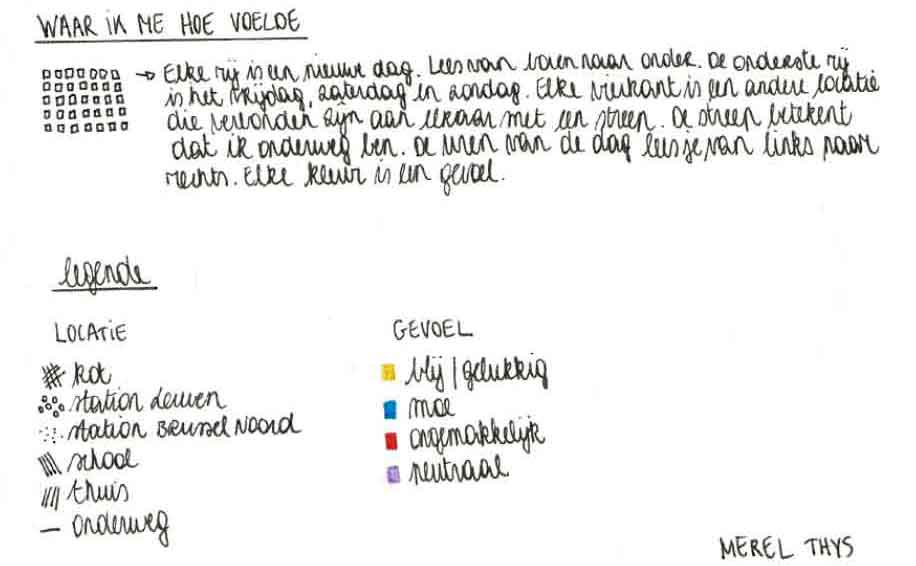 WAAR IK ME HOE VOELDE
→ Elke rij is een nieuwe dag. Lees van boven naar onder. De onderste rij
is het vrijdag, zaterdag en zondag. Elke vierkant is een andere locatie
die verbonden zijn aan elkaar met een streep. De streep betekent
dat ik onderweg ben. De uren van de dag lees je van links naar
rechts. Elke kleur is een gevoel.
legende
LOCATIE
kot
station Leuven
station BRUSSEL NOORD
school
thuis
onderweg
GEVOEL
blij / gelukkig
moe
ongemakkelijk
neutraal
MEREL THYS